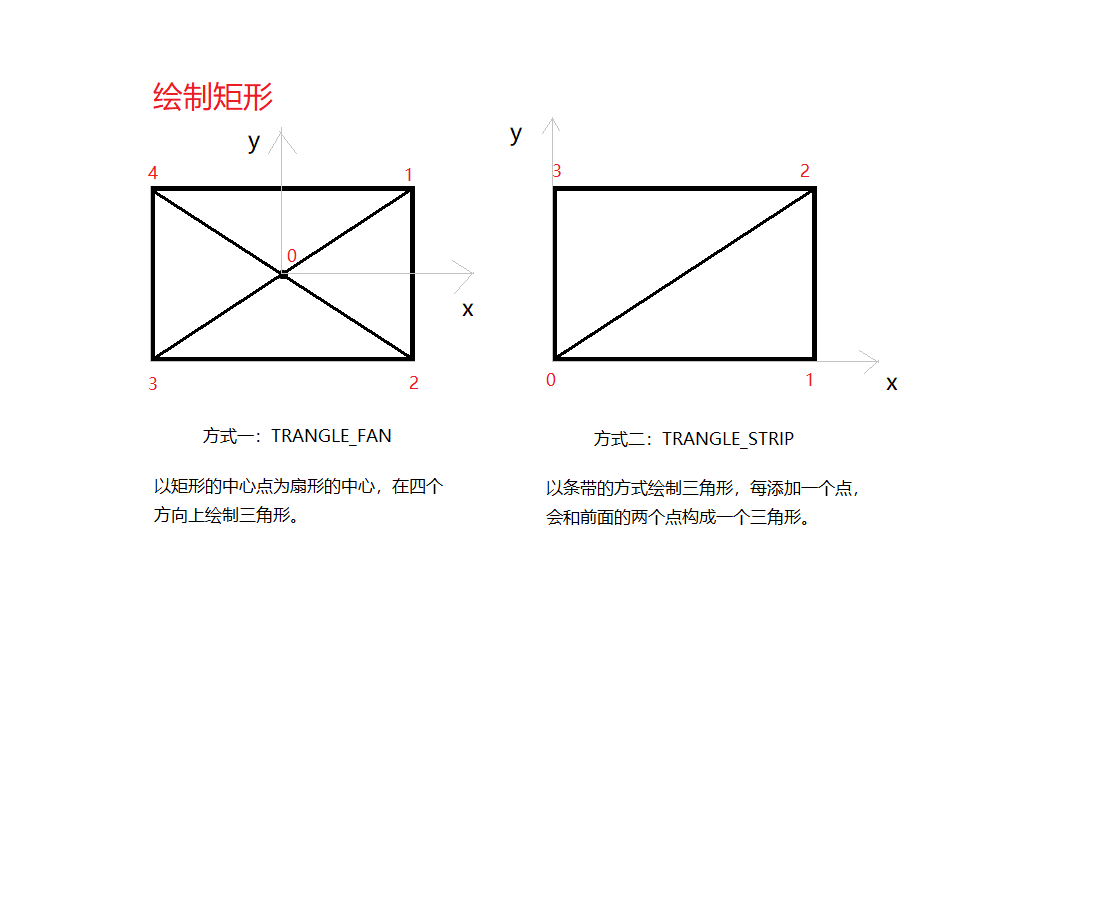 绘制矩形
y
4
1
0
x
3
2
方式一：TRANGLE_FAN
以矩形的中心点为扇形的中心，在四个
方向上绘制三角形。
y
3
2
0
1
x
方式二：TRANGLE_STRIP
以条带的方式绘制三角形，每添加一个点，
会和前面的两个点构成一个三角形。